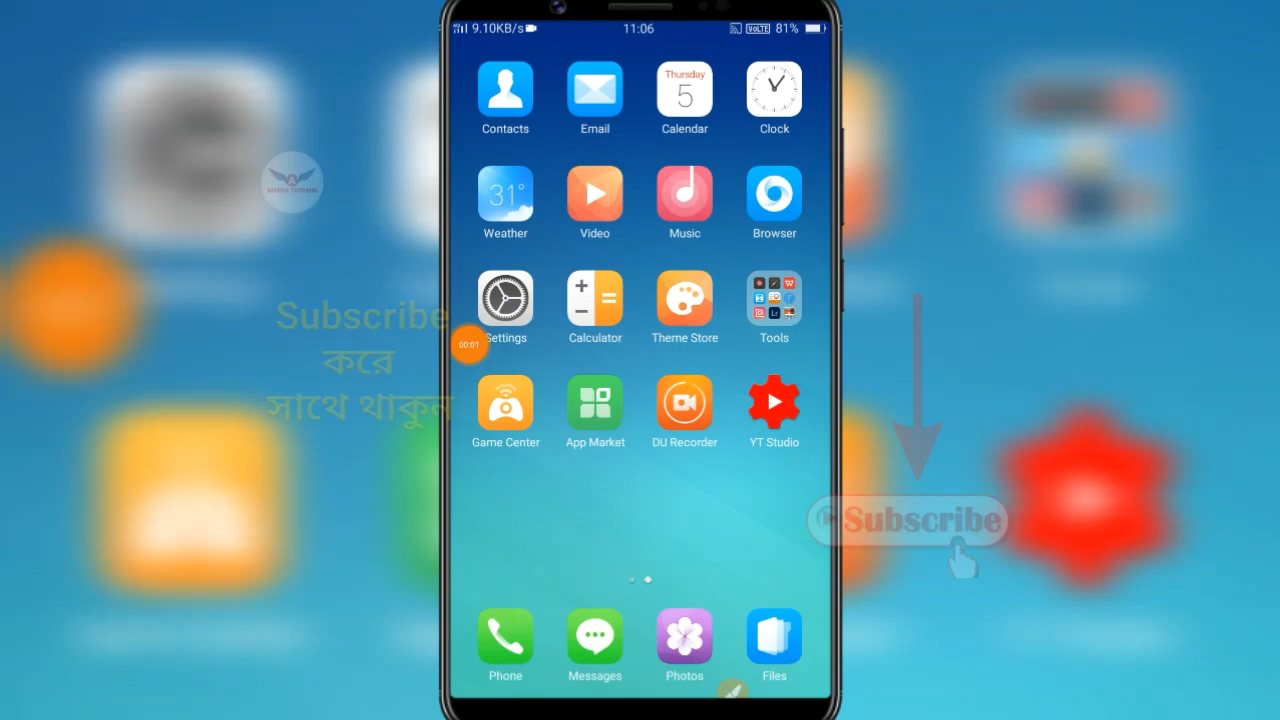 9.10KB/s
11:06
VoLTE
81%
Contacts
Email
Thursday
5
Calendar
Clock
31°
Weather
Video
Music
Browser
Settings
Calculator
Theme Store
Tools
00:01
Game Center
App Market
DU Recorder
YT Studio
Subscribe
করে
সাথে থাকুন
Subscribe
Phone
Messages
Photos
Files